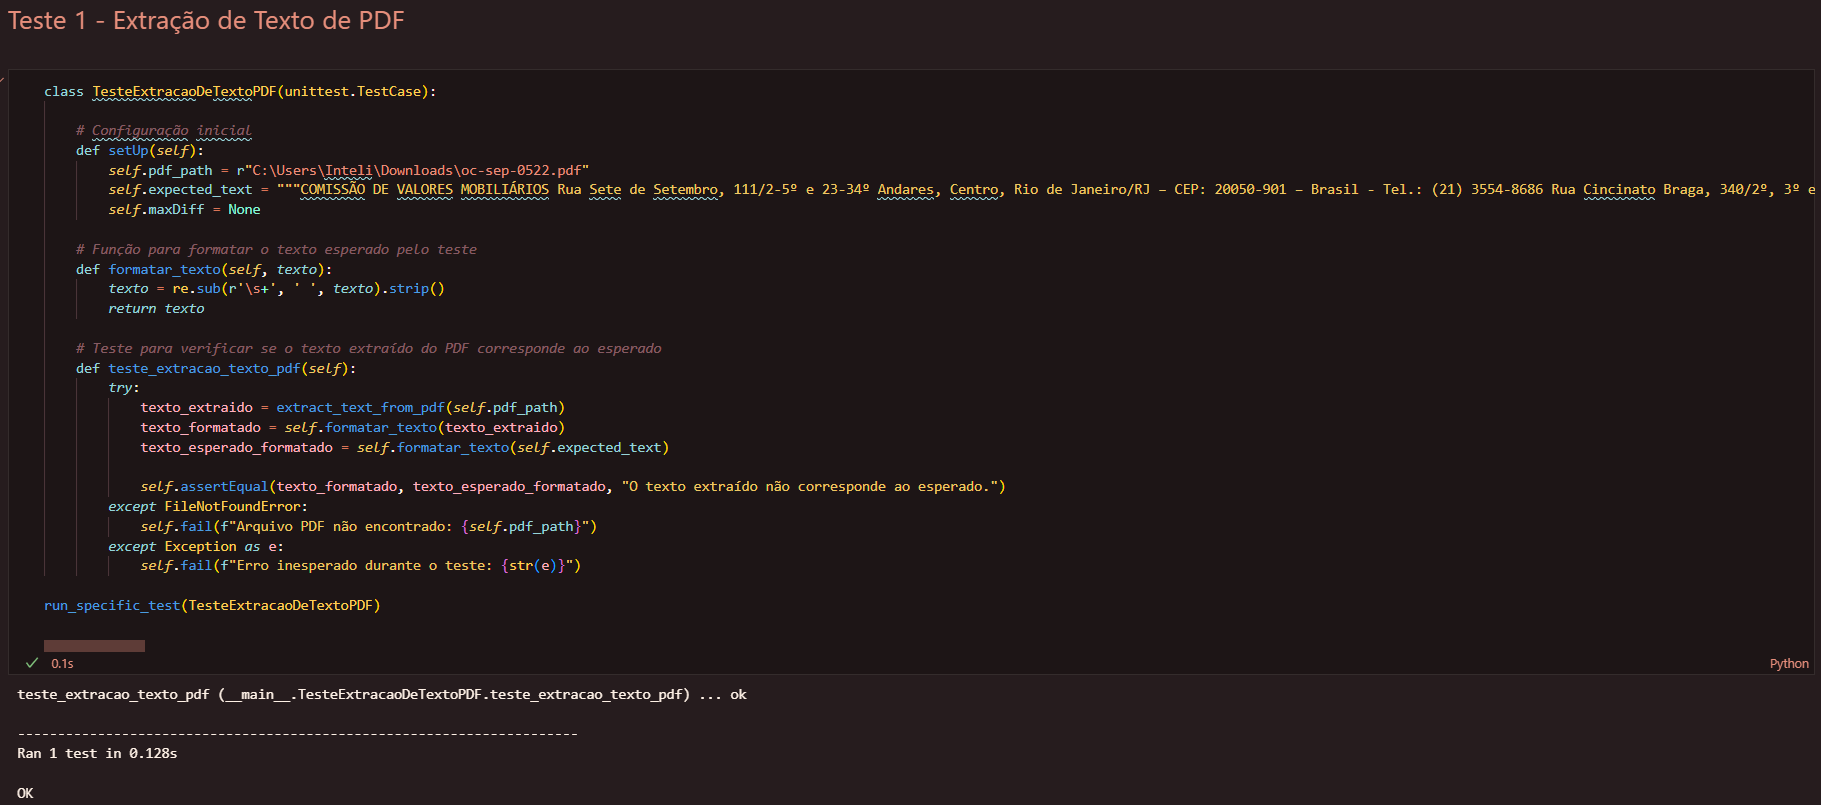 Teste 1 - Extração de Texto de PDF
class TesteExtracaoDeTextoPDF(unittest.TestCase):
# Configuração inicial
def setUp(self):
self.pdf_path = r"C:\Users\Inteli\Downloads\oc-sep-0522.pdf"
self.expected_text = """COMISSÃO DE VALORES MOBILIÁRIOS Rua Sete de Setembro, 111/2-5º e 23-34º Andares, Centro, Rio de Janeiro/RJ – CEP: 20050-901 – Brasil - Tel.: (21) 3554-8686 Rua Cincinato Braga, 340/2º, 3º e
self.maxDiff = None
# Função para formatar o texto esperado pelo teste
def formatar_texto(self, texto):
texto = re.sub(r'\s+', ' ', texto).strip()
return texto
# Teste para verificar se o texto extraído do PDF corresponde ao esperado
def teste_extracao_texto_pdf(self):
try:
texto_extraido = extract_text_from_pdf(self.pdf_path)
texto_formatado = self.formatar_texto(texto_extraido)
texto_esperado_formatado = self.formatar_texto(self.expected_text)
self.assertEqual(texto_formatado, texto_esperado_formatado, "O texto extraído não corresponde ao esperado.")
except FileNotFoundError:
self.fail(f"Arquivo PDF não encontrado: {self.pdf_path}")
except Exception as e:
self.fail(f"Erro inesperado durante o teste: {str(e)}")
run_specific_test(TesteExtracaoDeTextoPDF)
0.1s
Python
teste_extracao_texto_pdf (__main__.TesteExtracaoDeTextoPDF.teste_extracao_texto_pdf) ... ok
----------------------------------------------------------------------
Ran 1 test in 0.128s
OK